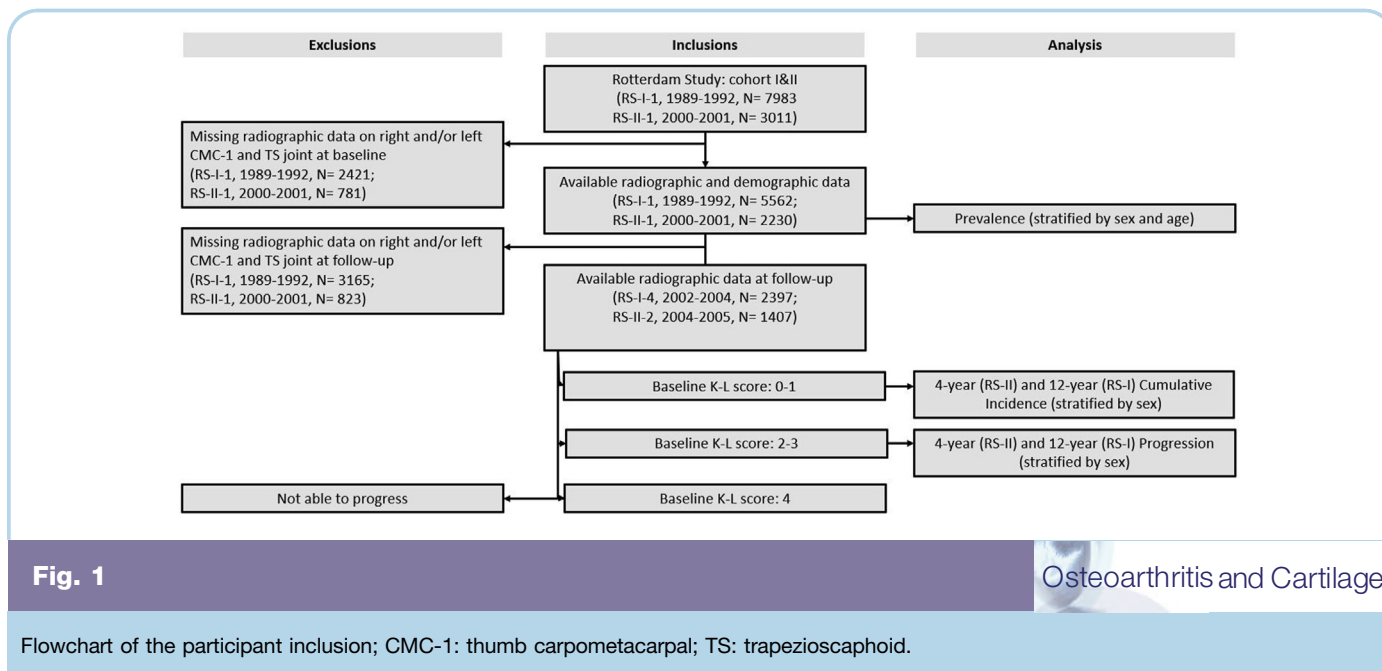 Exclusions
Inclusions
Analysis
Rotterdam Study: cohort I&II
(RS-I-1, 1989-1992, N= 7983
RS-II-1, 2000-2001, N= 3011)
Missing radiographic data on right and/or left
CMC-1 and TS joint at baseline
(RS-I-1, 1989-1992, N= 2421;
RS-II-1, 2000-2001, N= 781)
Available radiographic and demographic data
(RS-I-1, 1989-1992, N= 5562;
RS-II-1, 2000-2001, N= 2230)
Prevalence (stratified by sex and age)
Missing radiographic data on right and/or left
CMC-1 and TS joint at follow-up
(RS-I-1, 1989-1992, N= 3165;
RS-II-1, 2000-2001, N= 823)
Available radiographic data at follow-up
(RS-I-4, 2002-2004, N= 2397;
RS-II-2, 2004-2005, N= 1407)
Baseline K-L score: 0-1
4-year (RS-II) and 12-year (RS-I) Cumulative
Incidence (stratified by sex)
Baseline K-L score: 2-3
4-year (RS-II) and 12-year (RS-I) Progression
(stratified by sex)
Not able to progress
Baseline K-L score: 4
Fig. 1
Osteoarthritis and Cartilage
Flowchart of the participant inclusion; CMC-1: thumb carpometacarpal; TS: trapezioscaphoid.